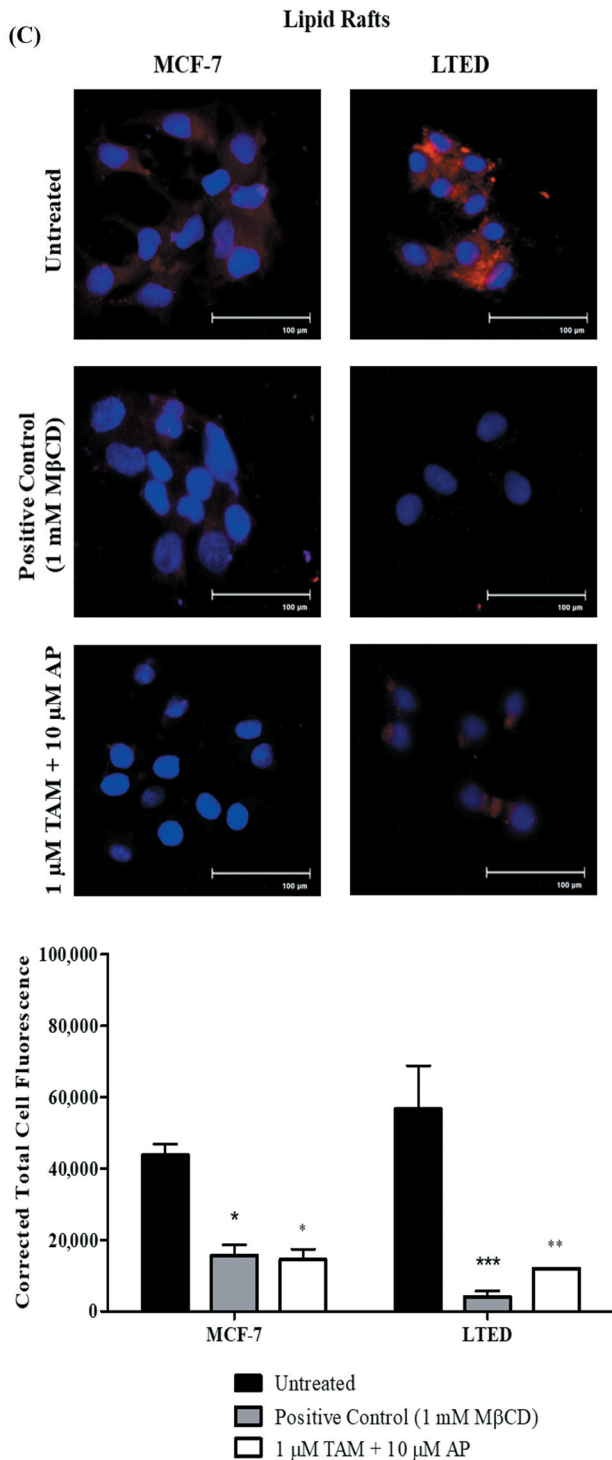 (C)
Lipid Rafts
MCF-7 LTED
Untreated
100 µm
100 µm
Positive Control
(1 mM MβCD)
100 µm
100 µm
1 µM TAM + 10 µM AP
100 µm
100 µm
Corrected Total Cell Fluorescence
100,000
80,000
60,000
40,000
20,000
0
*
*
***
**
MCF-7 LTED
Untreated
Positive Control (1 mM MβCD)
1 µM TAM + 10 µM AP